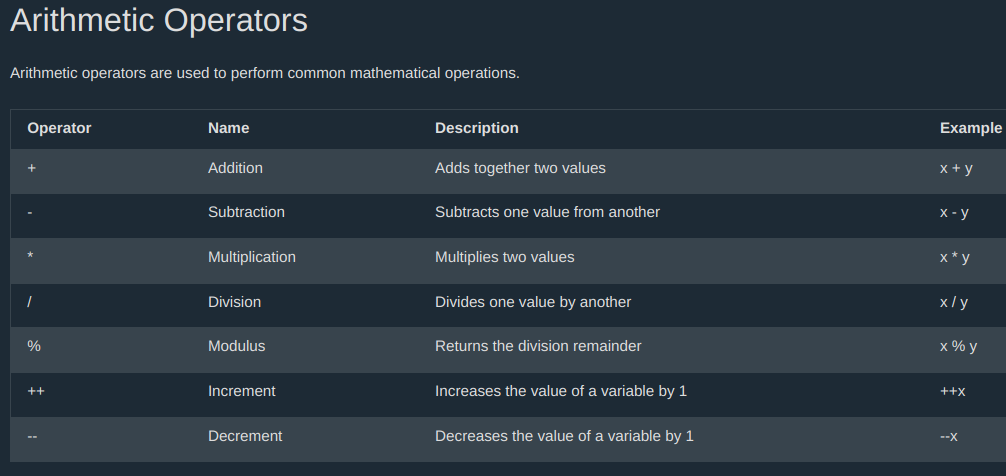 Arithmetic Operators
Arithmetic operators are used to perform common mathematical operations.
Operator Name Description Example
+ Addition Adds together two values x + y
- Subtraction Subtracts one value from another x - y
* Multiplication Multiplies two values x * y
/ Division Divides one value by another x / y
% Modulus Returns the division remainder x % y
++ Increment Increases the value of a variable by 1 ++x
-- Decrement Decreases the value of a variable by 1 --x